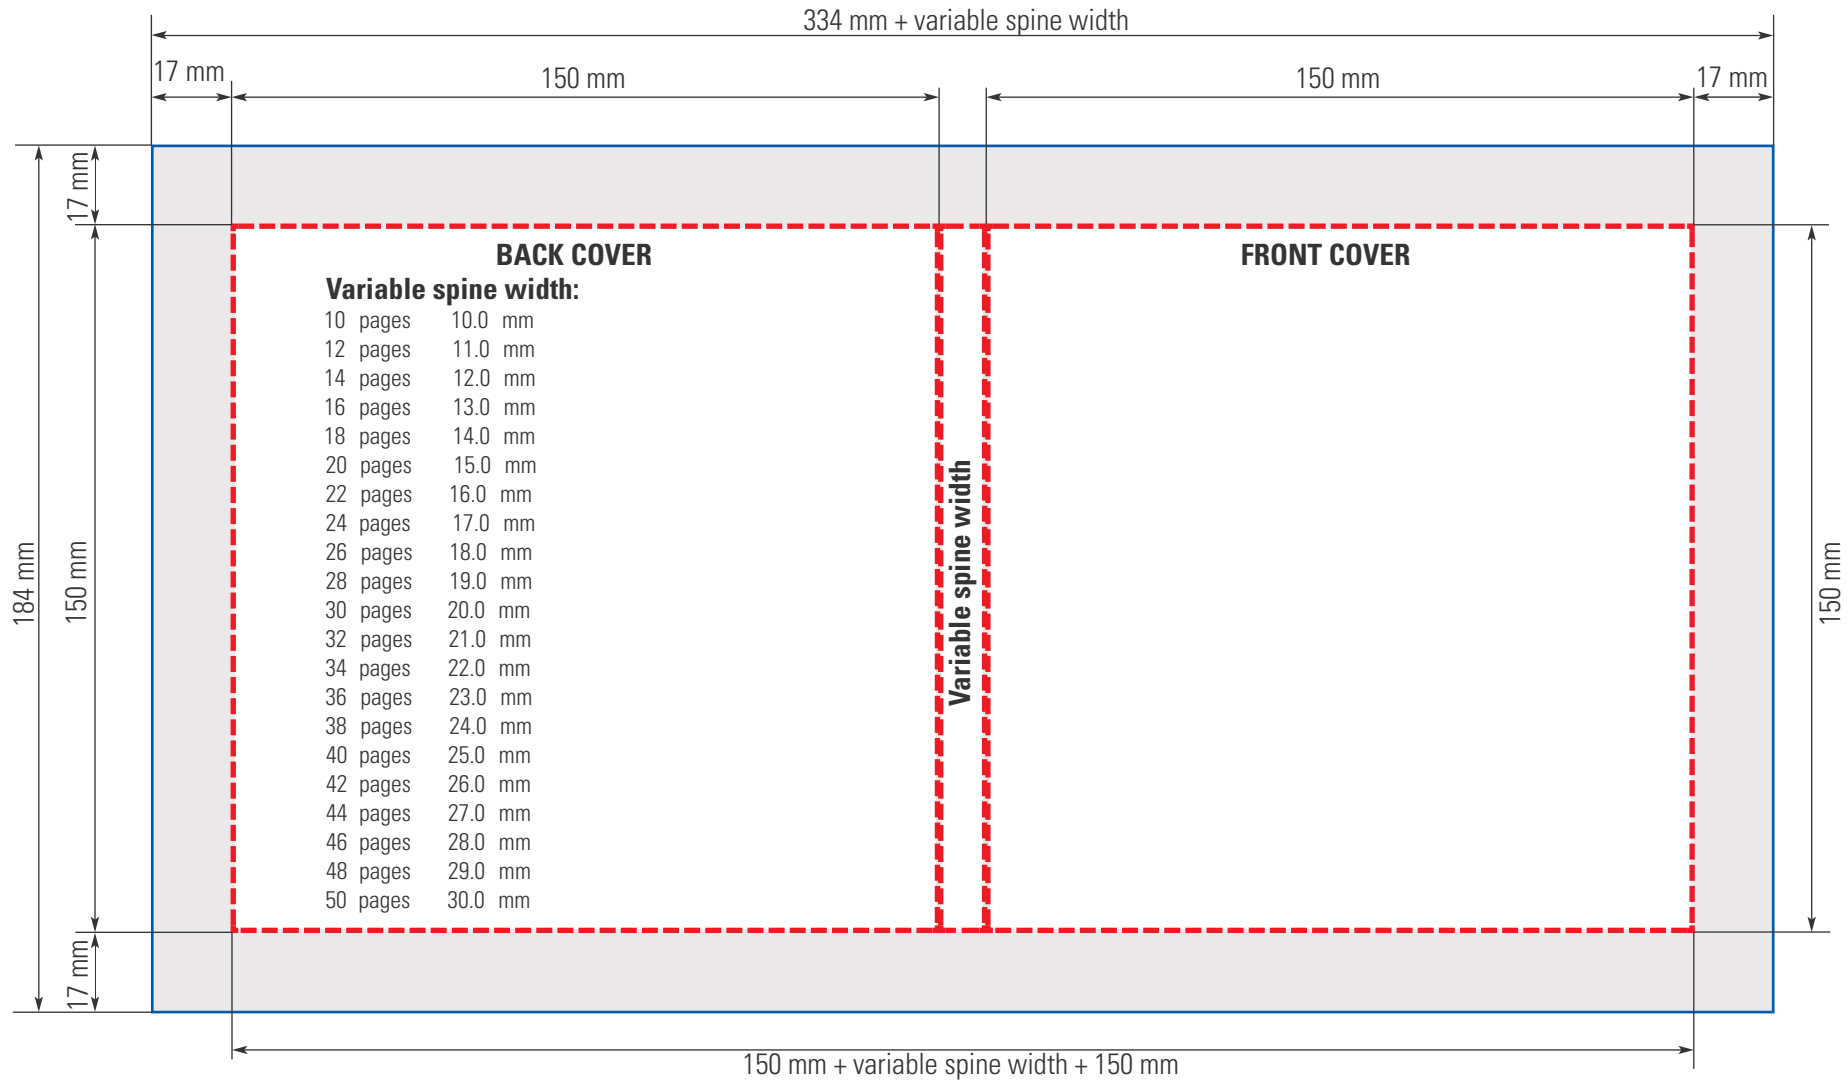 334 mm + variable spine width
17 mm
150 mm
150 mm
17 mm
17 mm
BACK COVER
FRONT COVER
Variable spine width:
10 pages 10.0 mm
12 pages 11.0 mm
14 pages 12.0 mm
16 pages 13.0 mm
18 pages 14.0 mm
20 pages 15.0 mm
22 pages 16.0 mm
24 pages 17.0 mm
26 pages 18.0 mm
28 pages 19.0 mm
30 pages 20.0 mm
32 pages 21.0 mm
34 pages 22.0 mm
36 pages 23.0 mm
38 pages 24.0 mm
40 pages 25.0 mm
42 pages 26.0 mm
44 pages 27.0 mm
46 pages 28.0 mm
48 pages 29.0 mm
50 pages 30.0 mm
Variable spine width
184 mm
150 mm
150 mm
17 mm
150 mm + variable spine width + 150 mm